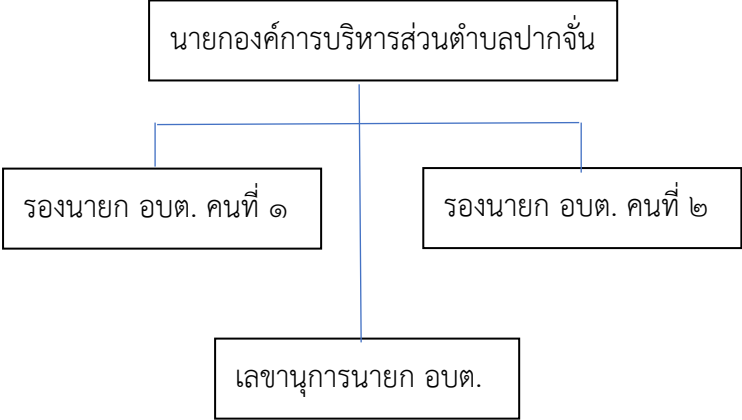 นายกองค์การบริหารส่วนตำบลปากจั่น
รองนายก อบต. คนที่ ๑
รองนายก อบต. คนที่ ๒
เลขานุการนายก อบต.